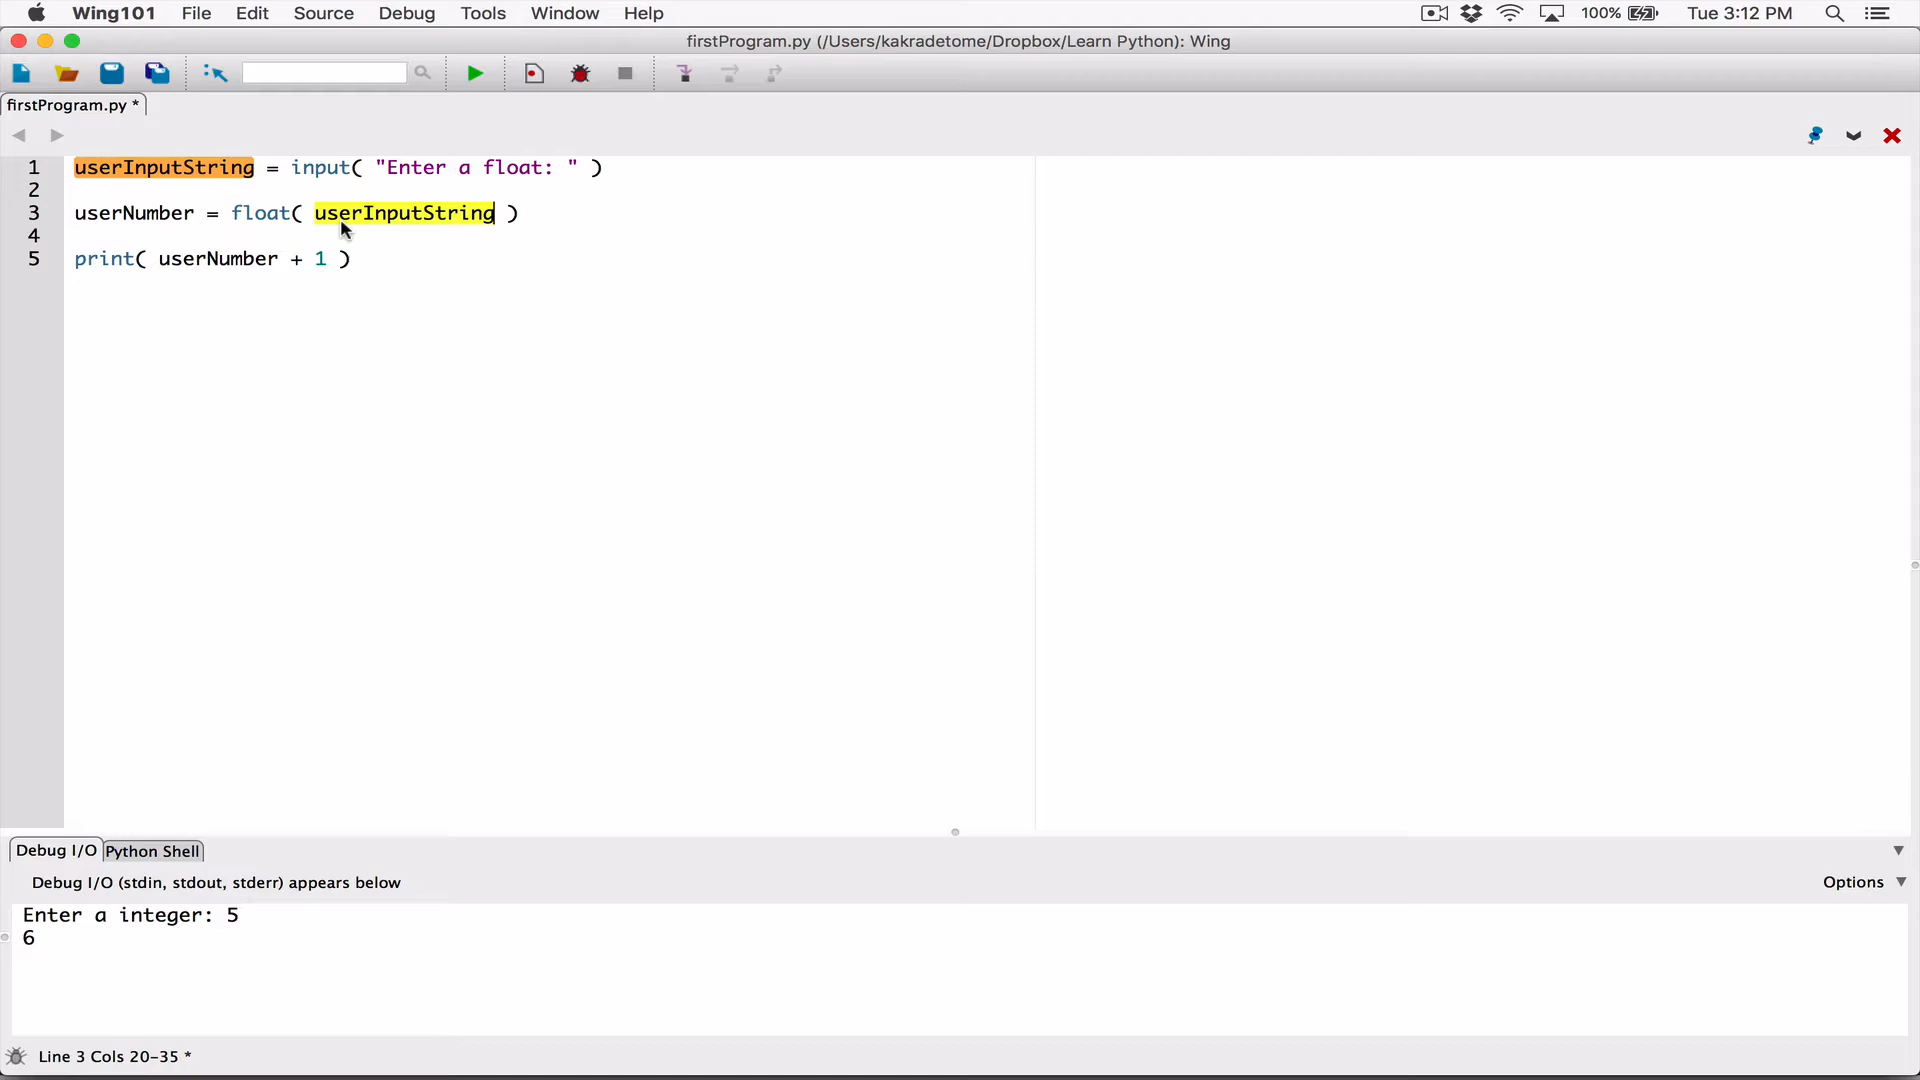 Wing101 File Edit Source Debug Tools Window Help 100% Tue 3:12 PM
firstProgram.py (/Users/kakradetome/Dropbox/Learn Python): Wing
firstProgram.py *
1 userInputString = input( "Enter a float: " )
2
3 userNumber = float( userInputString )
4
5 print( userNumber + 1 )
Debug I/O Python Shell
Debug I/O (stdin, stdout, stderr) appears below Options
Enter a integer: 5
6
Line 3 Cols 20-35 *